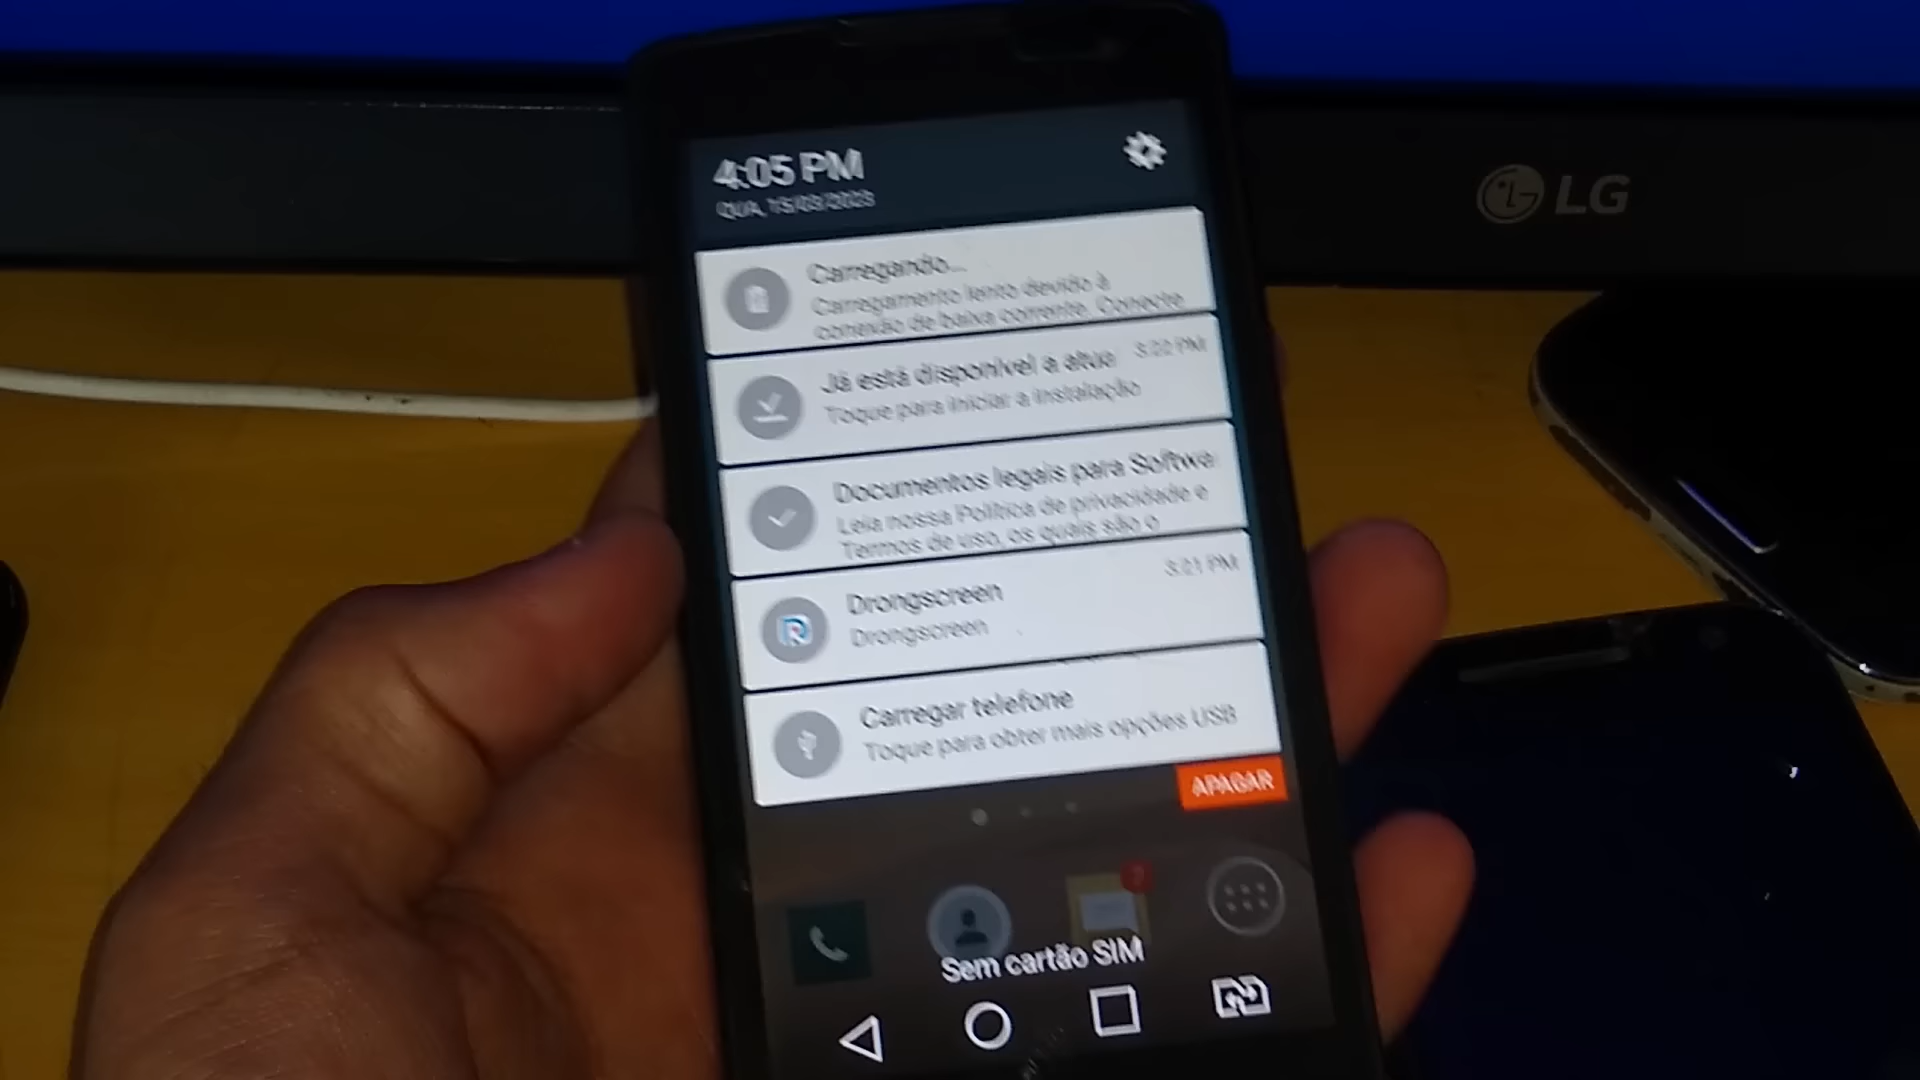 4:05 PM
QUA, 15/03/2023
LG
Carregando...
Carregamento lento devido à
conexão de baixa corrente. Conecte
Já está disponível a atua
3:22 PM
Toque para iniciar a instalação
Documentos legais para Softwa
Leia nossa Política de privacidade e
Termos de uso, os quais são o
Drongscreen
3:21 PM
Drongscreen
Carregar telefone
Toque para obter mais opções USB
APAGAR
Sem cartão SIM